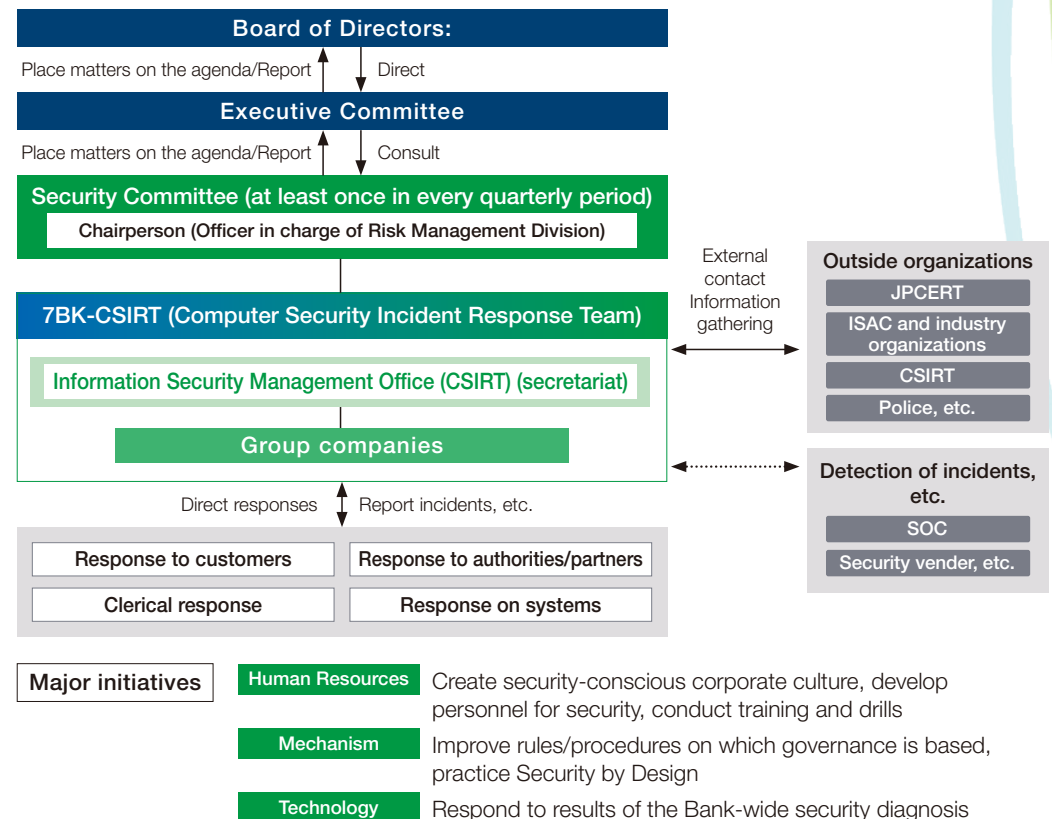 Board of Directors:
Place matters on the agenda/Report
Direct
Executive Committee
Place matters on the agenda/Report
Consult
Security Committee (at least once in every quarterly period)
Chairperson (Officer in charge of Risk Management Division)
7BK-CSIRT (Computer Security Incident Response Team)
Information Security Management Office (CSIRT) (secretariat)
Group companies
Direct responses
Report incidents, etc.
Response to customers
Response to authorities/partners
Clerical response
Response on systems
External
contact
Information
gathering
Outside organizations
JPCERT
ISAC and industry
organizations
CSIRT
Police, etc.
Detection of incidents,
etc.
SOC
Security vender, etc.
Major initiatives
Human Resources
Create security-conscious corporate culture, develop
personnel for security, conduct training and drills
Mechanism
Improve rules/procedures on which governance is based,
practice Security by Design
Technology
Respond to results of the Bank-wide security diagnosis